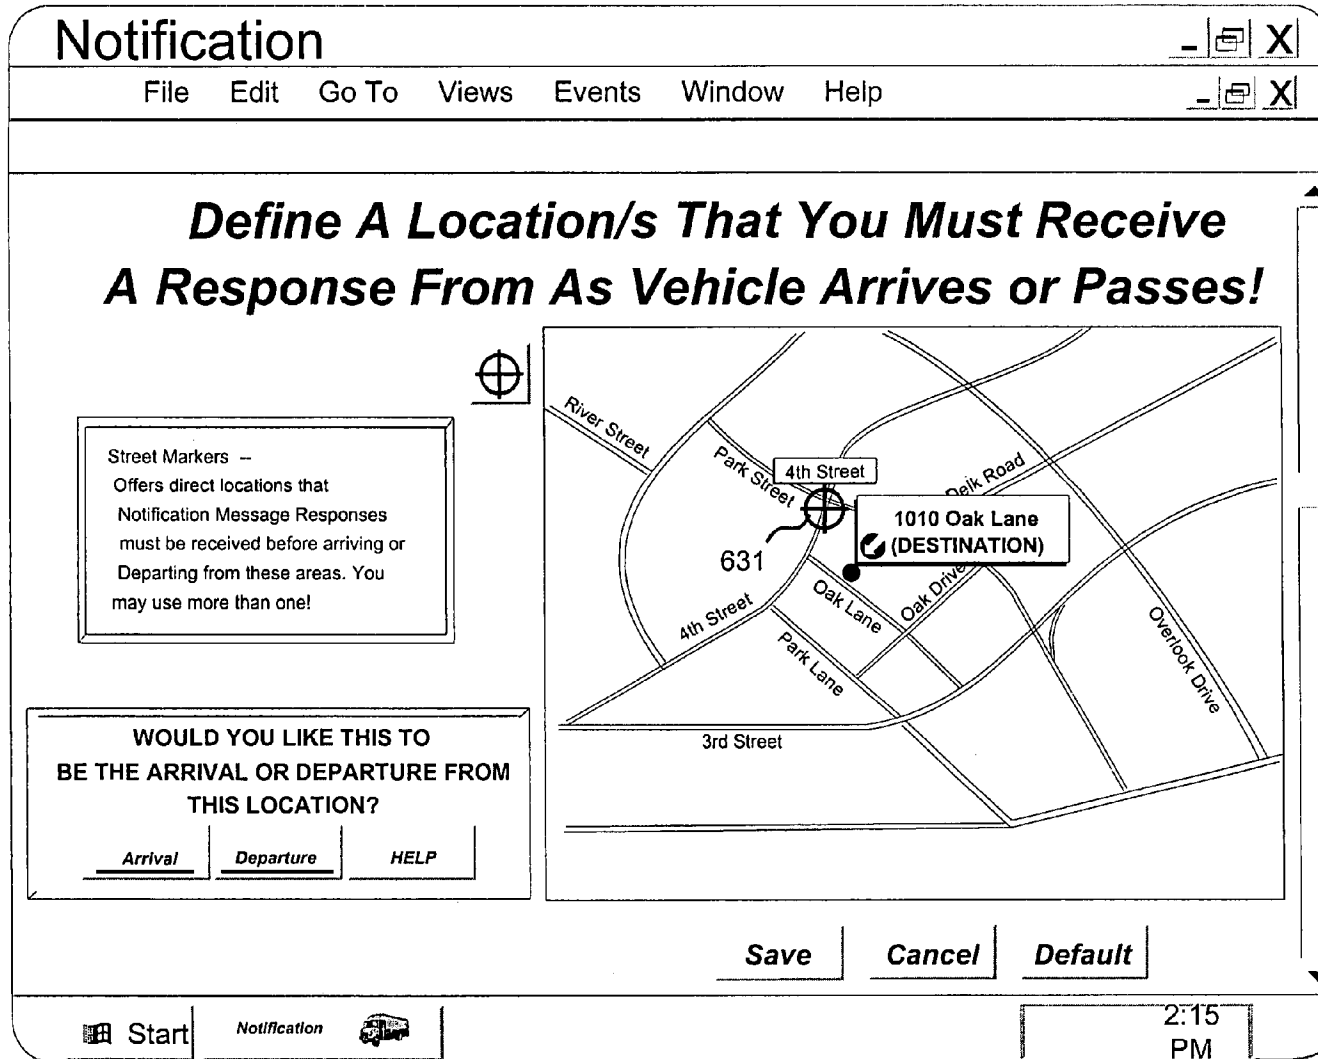 Notification
File Edit Go To Views Events Window Help
Define A Location/s That You Must Receive
A Response From As Vehicle Arrives or Passes!
Street Markers --
Offers direct locations that
Notification Message Responses
must be received before arriving or
Departing from these areas. You
may use more than one!
WOULD YOU LIKE THIS TO
BE THE ARRIVAL OR DEPARTURE FROM
THIS LOCATION?
Arrival Departure HELP
River Street
Park Street
4th Street
Delk Road
1010 Oak Lane
(DESTINATION)
631
Oak Lane
Oak Drive
4th Street
Park Lane
Overlook Drive
3rd Street
Save Cancel Default
Start Notification
2:15
PM